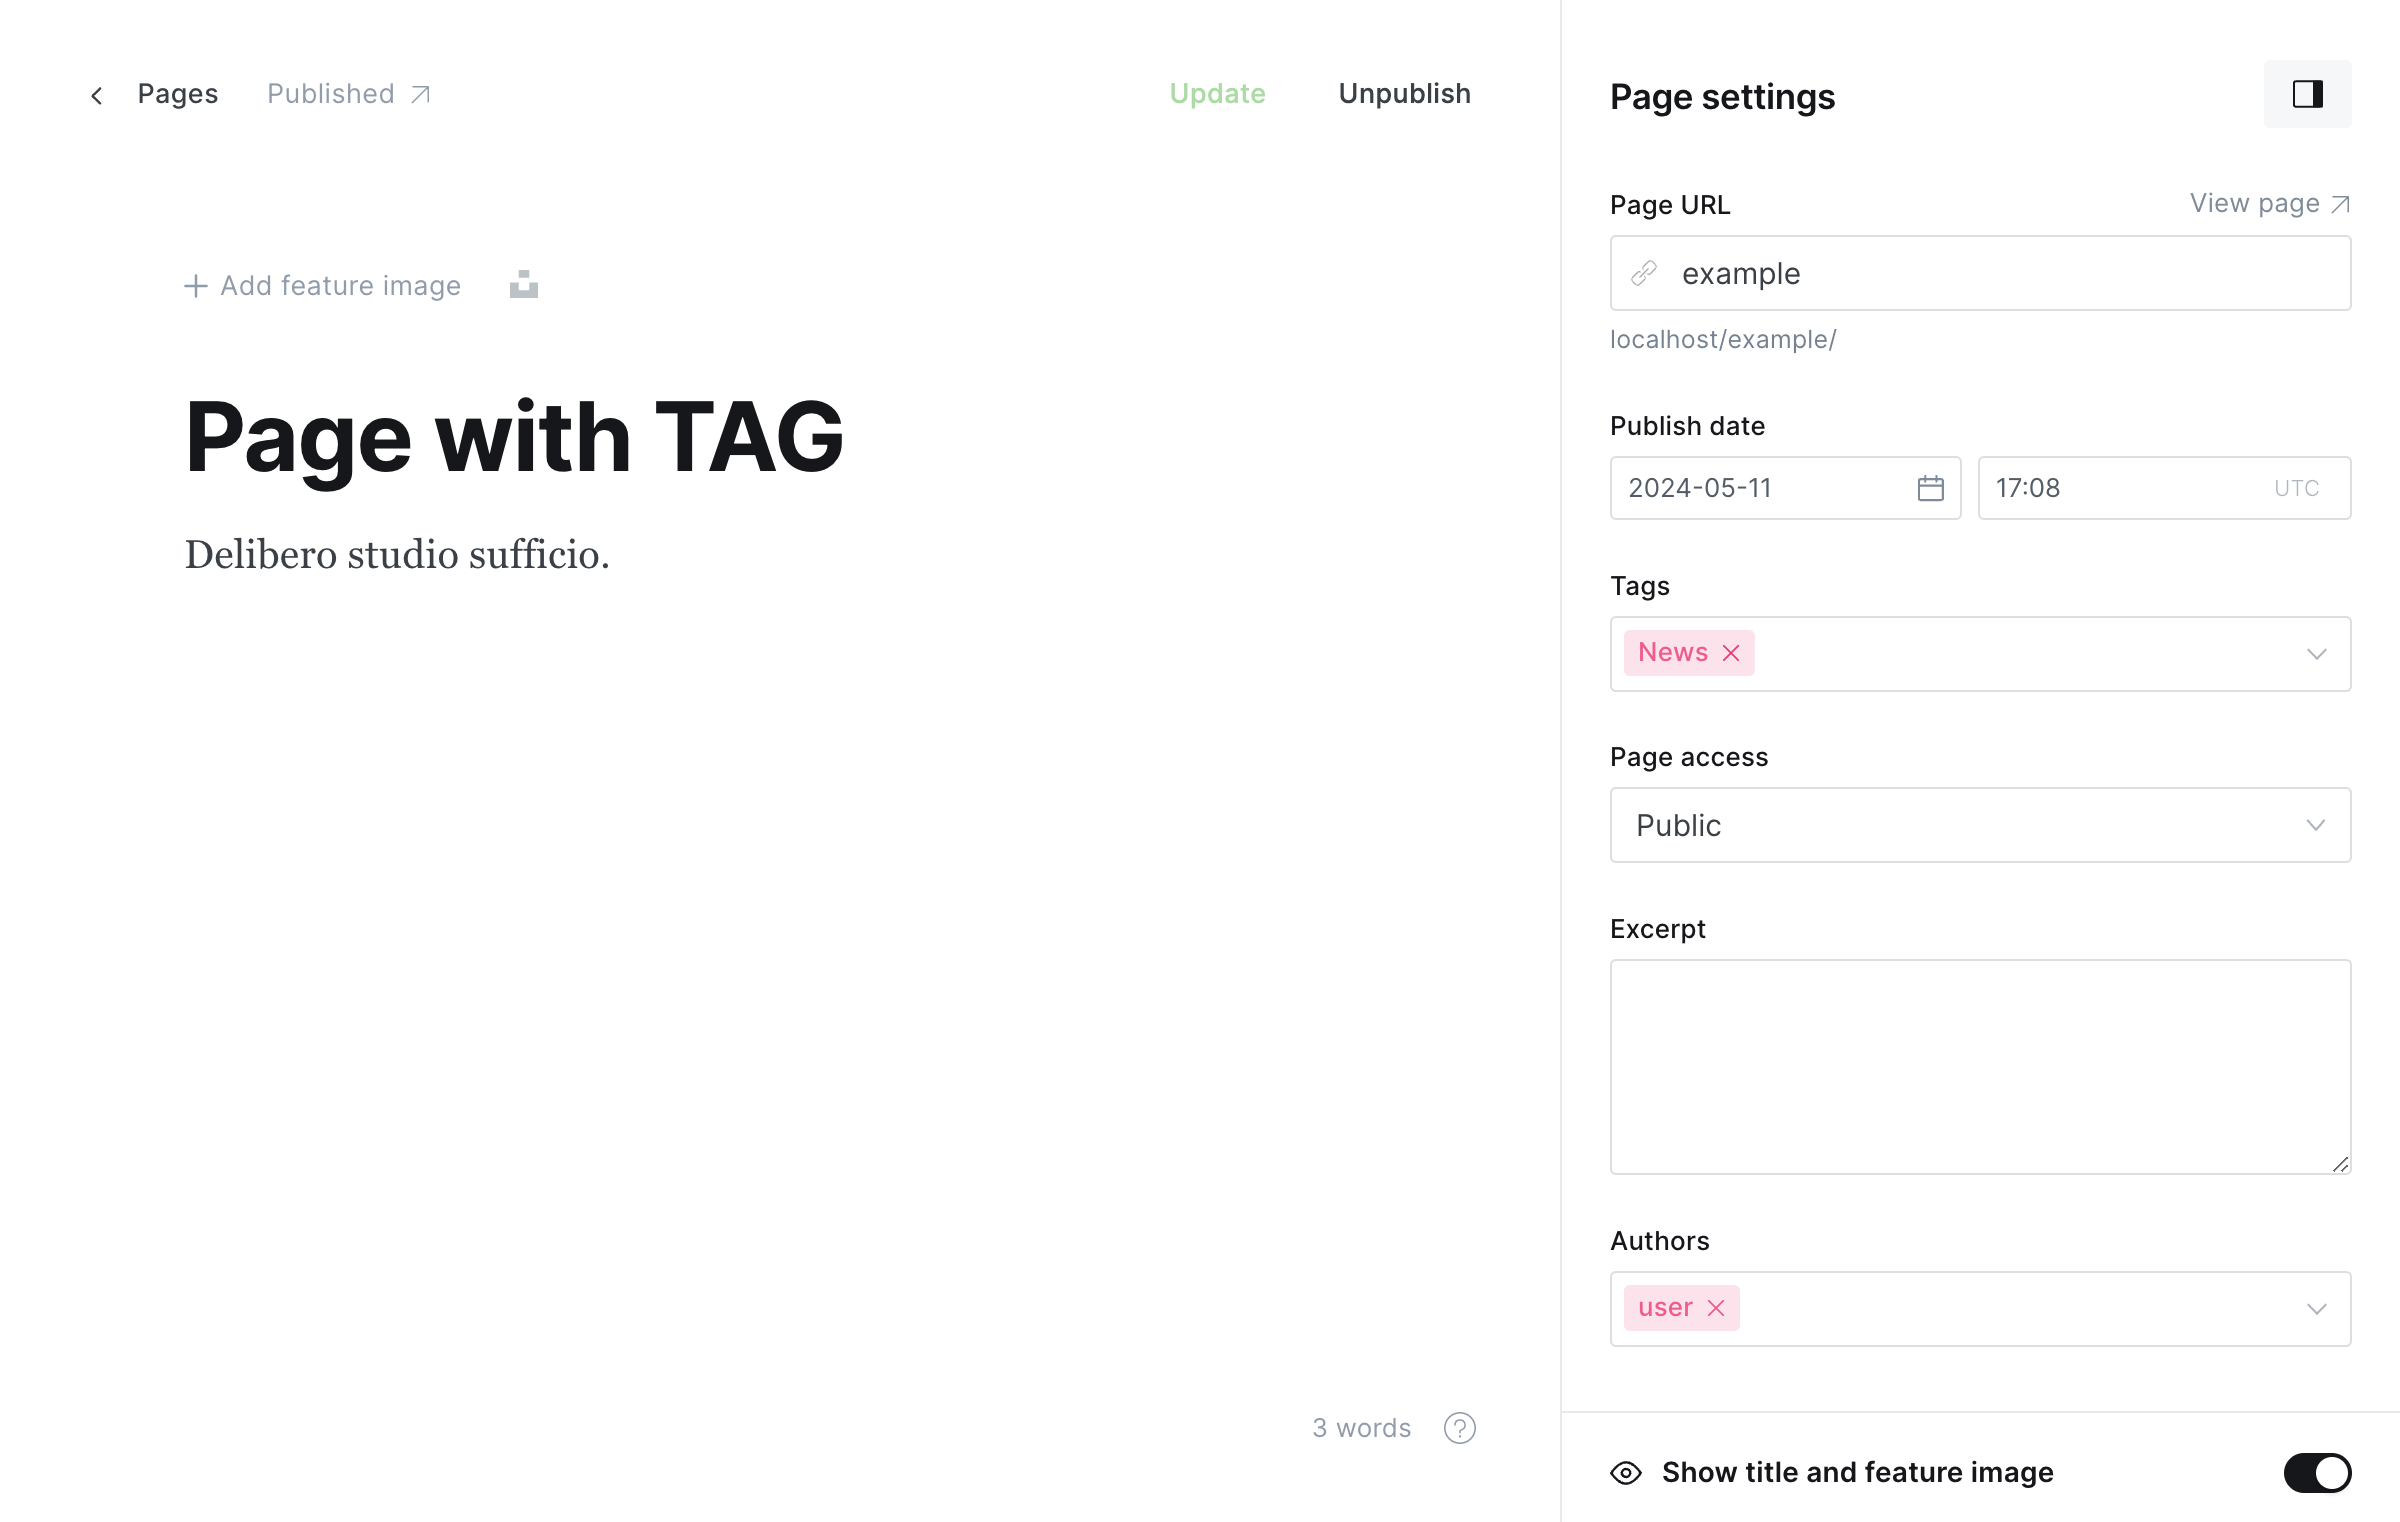 Pages
Published
Update
Unpublish
Add feature image
Page with TAG
Delibero studio sufficio.
3 words
?
Page settings
Page URL
View page
example
localhost/example/
Publish date
2024-05-11
17:08
UTC
Tags
News
Page access
Public
Excerpt
Authors
user
Show title and feature image